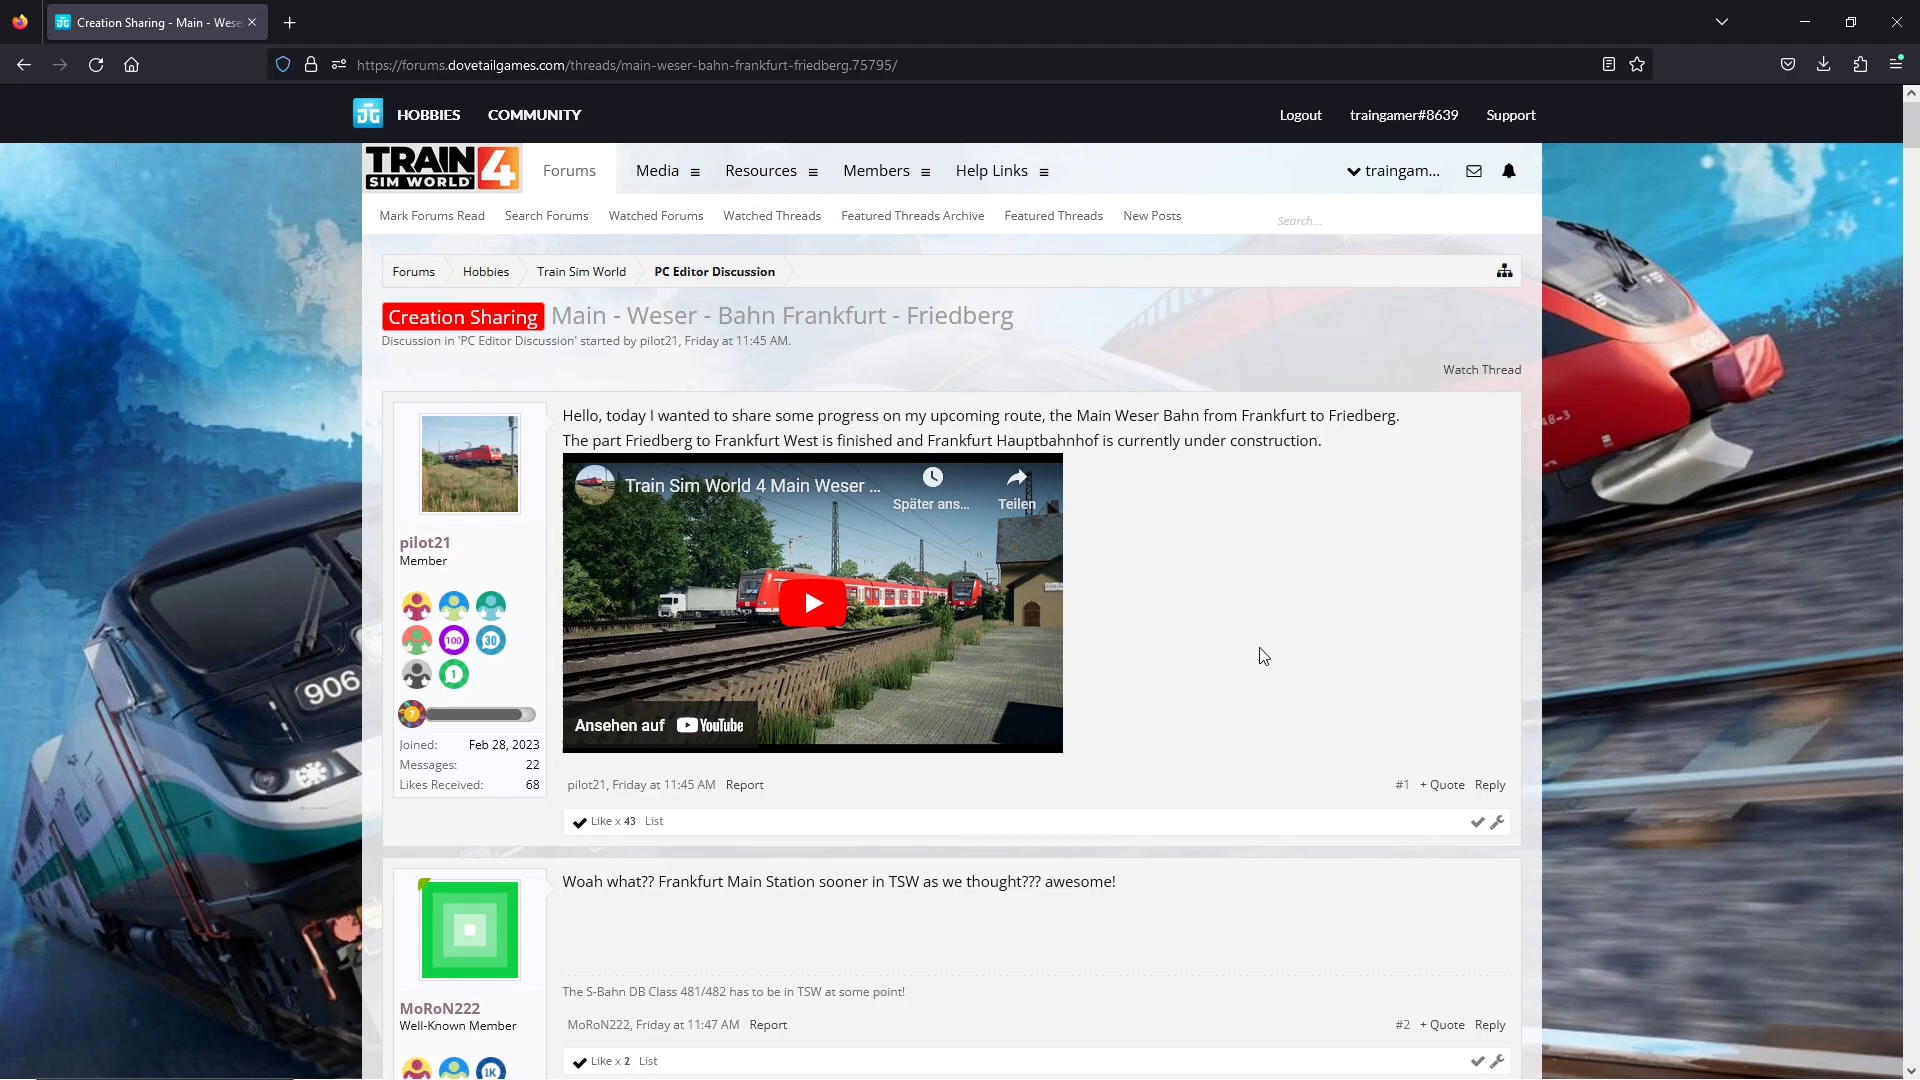 Creation Sharing - Main - Wese
https://forums.dovetailgames.com/threads/main-weser-bahn-frankfurt-friedberg.75795/
HOBBIES COMMUNITY Logout traingamer#8639 Support
TRAIN SIM WORLD 4
Forums Media Resources Members Help Links traingam...
Mark Forums Read Search Forums Watched Forums Watched Threads Featured Threads Archive Featured Threads New Posts Search...
Forums Hobbies Train Sim World PC Editor Discussion
Creation Sharing Main - Weser - Bahn Frankfurt - Friedberg
Discussion in 'PC Editor Discussion' started by pilot21, Friday at 11:45 AM.
Watch Thread
Hello, today I wanted to share some progress on my upcoming route, the Main Weser Bahn from Frankfurt to Friedberg.
The part Friedberg to Frankfurt West is finished and Frankfurt Hauptbahnhof is currently under construction.
Train Sim World 4 Main Weser ...
Später ans... Teilen
Ansehen auf YouTube
pilot21
Member
100 30
1
7
Joined: Feb 28, 2023
Messages: 22
Likes Received: 68
pilot21, Friday at 11:45 AM Report #1 + Quote Reply
Like x 43 List
Woah what?? Frankfurt Main Station sooner in TSW as we thought??? awesome!
The S-Bahn DB Class 481/482 has to be in TSW at some point!
MoRoN222
Well-Known Member
1K
MoRoN222, Friday at 11:47 AM Report #2 + Quote Reply
Like x 2 List
906